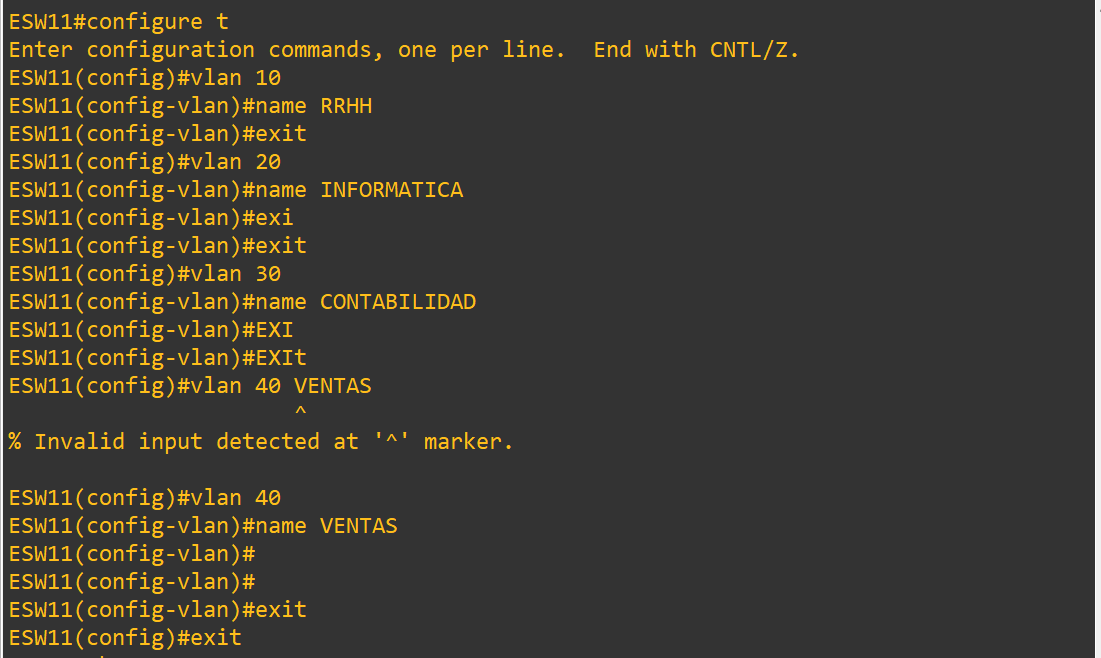 ESW11#configure t
Enter configuration commands, one per line.  End with CNTL/Z.
ESW11(config)#vlan 10
ESW11(config-vlan)#name RRHH
ESW11(config-vlan)#exit
ESW11(config)#vlan 20
ESW11(config-vlan)#name INFORMATICA
ESW11(config-vlan)#exi
ESW11(config-vlan)#exit
ESW11(config)#vlan 30
ESW11(config-vlan)#name CONTABILIDAD
ESW11(config-vlan)#EXI
ESW11(config-vlan)#EXIt
ESW11(config)#vlan 40 VENTAS
                      ^
% Invalid input detected at '^' marker.

ESW11(config)#vlan 40
ESW11(config-vlan)#name VENTAS
ESW11(config-vlan)#
ESW11(config-vlan)#
ESW11(config-vlan)#exit
ESW11(config)#exit